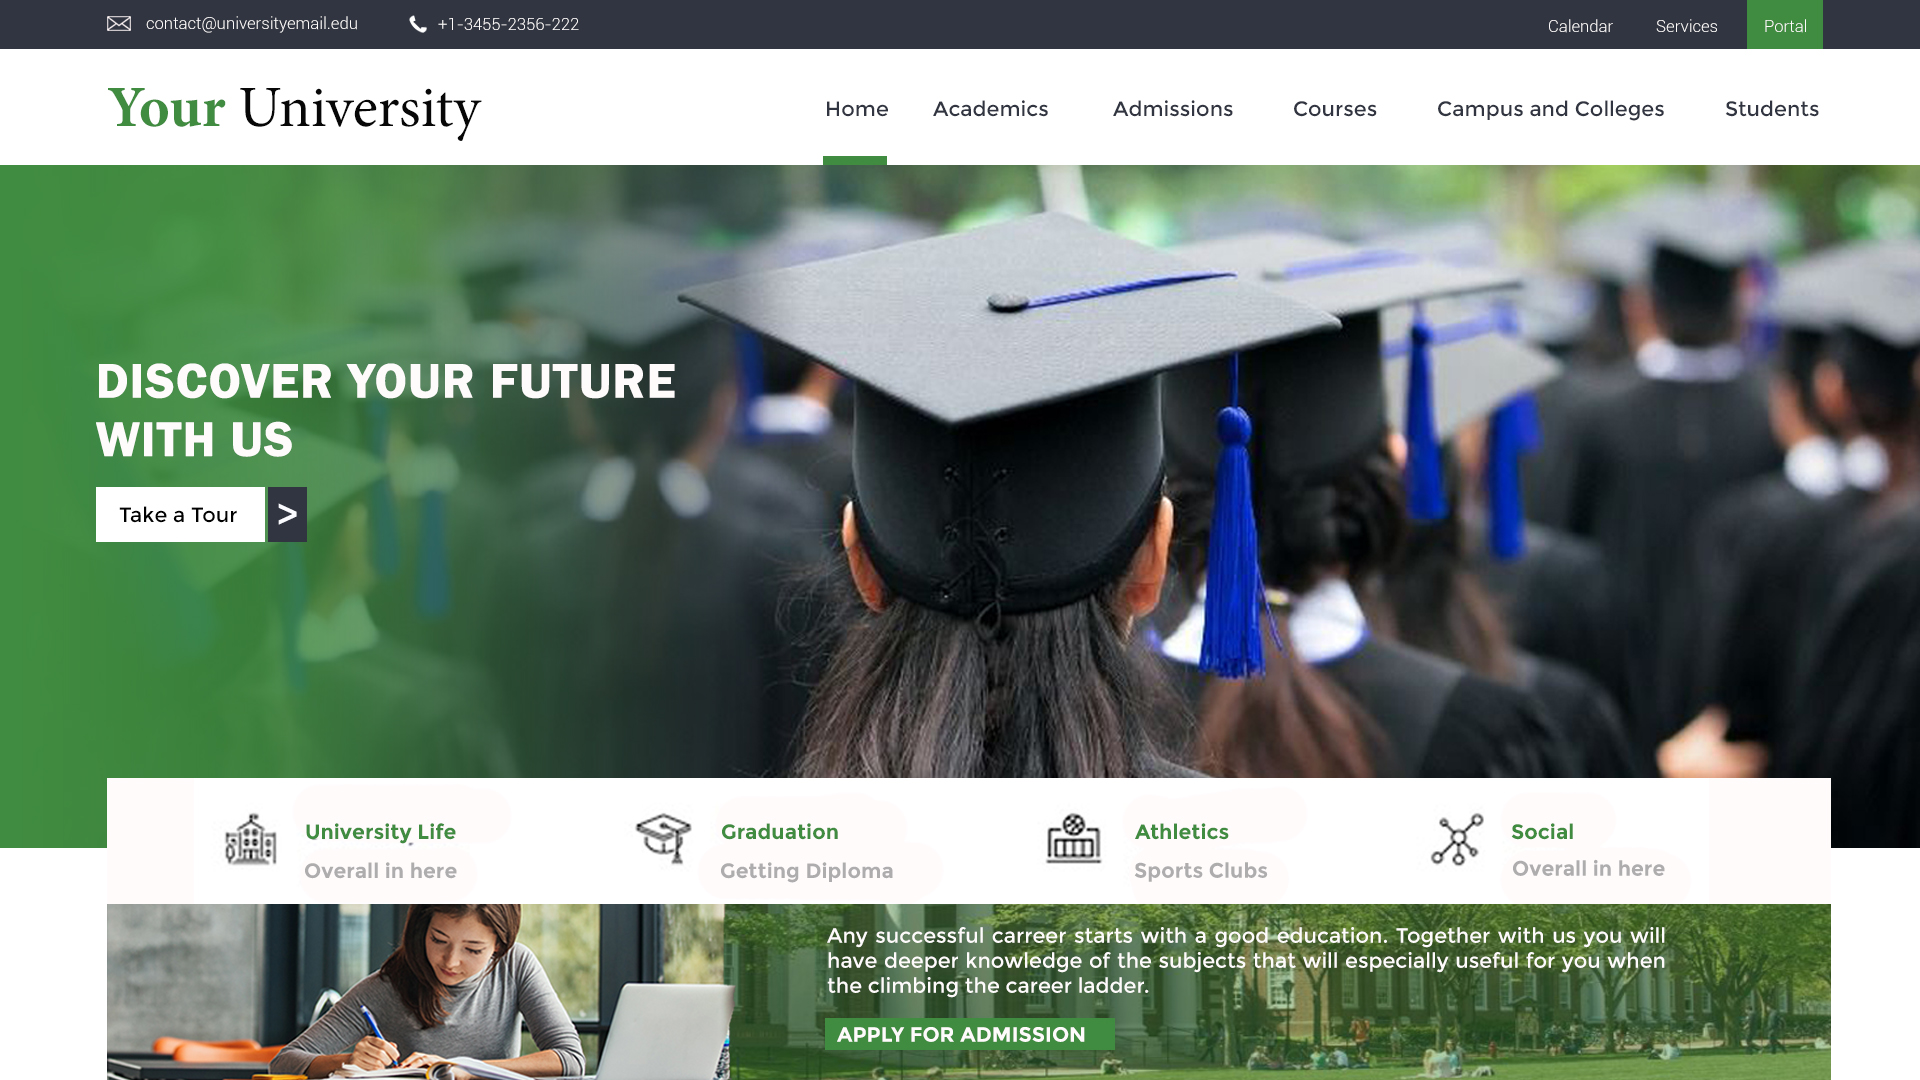 contact@universityemail.edu
+1-3455-2356-222
Calendar
Services
Portal
Your University
Home
Academics
Admissions
Courses
Campus and Colleges
Students
DISCOVER YOUR FUTURE
WITH US
Take a Tour
>
University Life
Overall in here
Graduation
Getting Diploma
Athletics
Sports Clubs
Social
Overall in here
Any successful carreer starts with a good education. Together with us you will
have deeper knowledge of the subjects that will especially useful for you when
the climbing the career ladder.
APPLY FOR ADMISSION